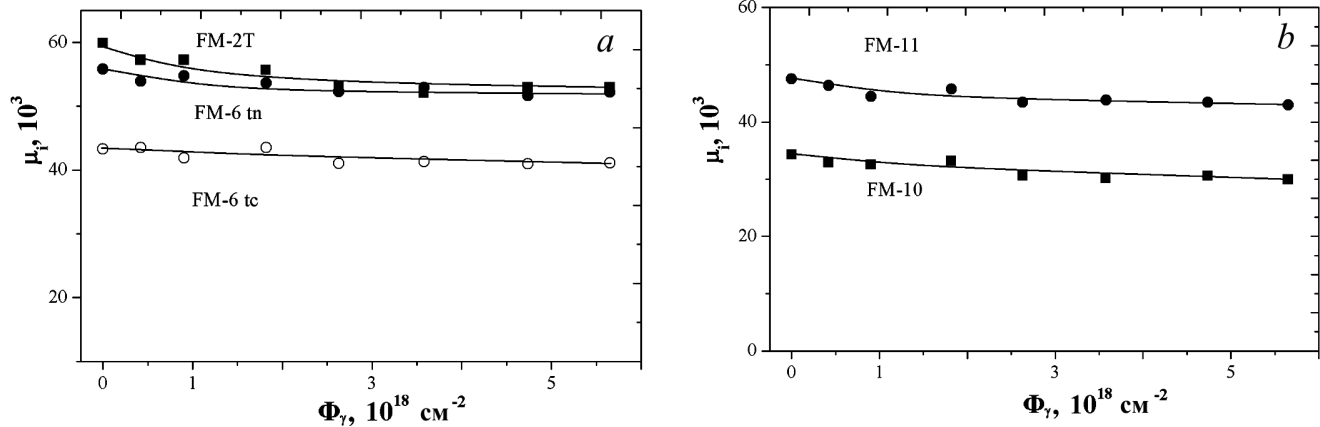 a
60
FM-2T
FM-6 tn
40
FM-6 tc
20
μᵢ, 10³
0 1 3 5
Φᵧ, 10¹⁸ см⁻²
b
60
FM-11
40
FM-10
20
0
μᵢ, 10³
0 1 3 5
Φᵧ, 10¹⁸ см⁻²